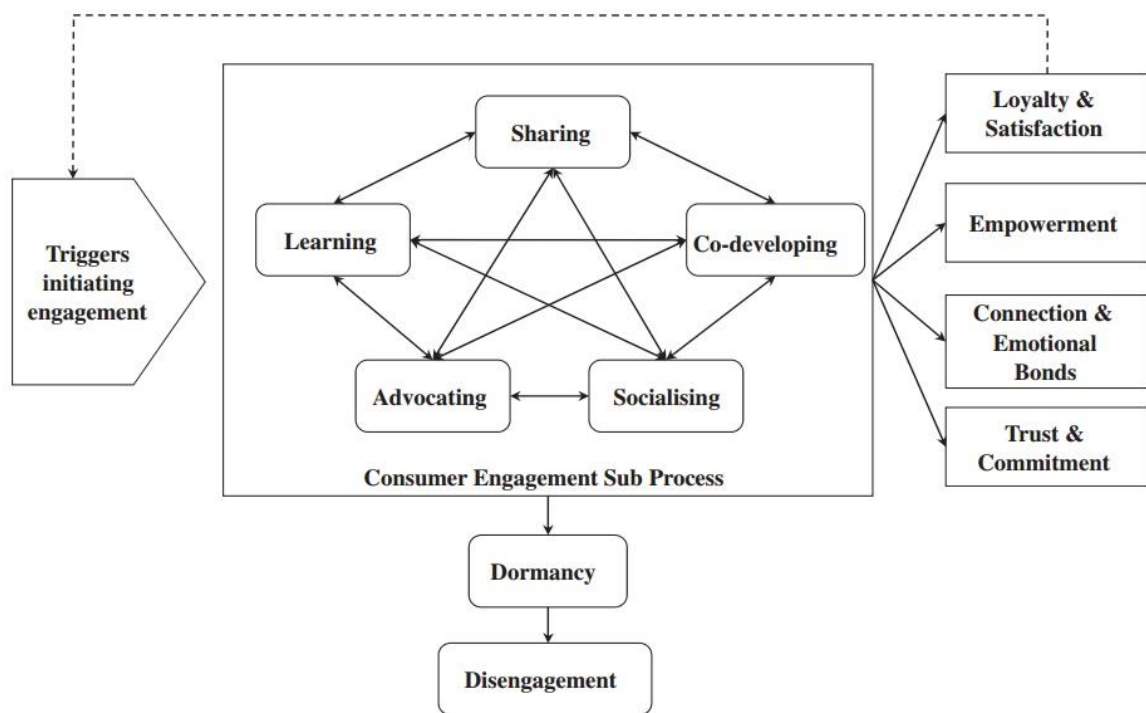 Loyalty &
Satisfaction
Sharing
Triggers
initiating
engagement
Learning
Co-developing
Empowerment
Connection &
Emotional
Bonds
Advocating
Socialising
Trust &
Commitment
Consumer Engagement Sub Process
Dormancy
Disengagement